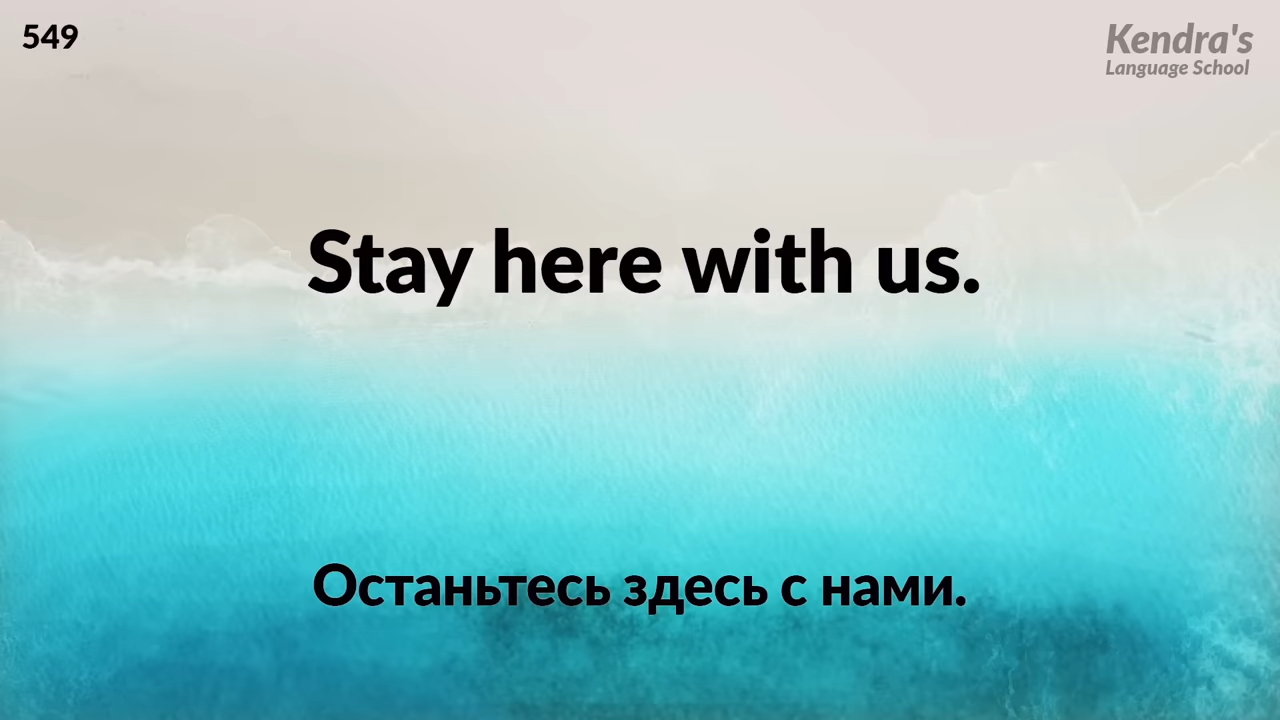 549
Kendra's
Language School
Stay here with us.
Останьтесь здесь с нами.